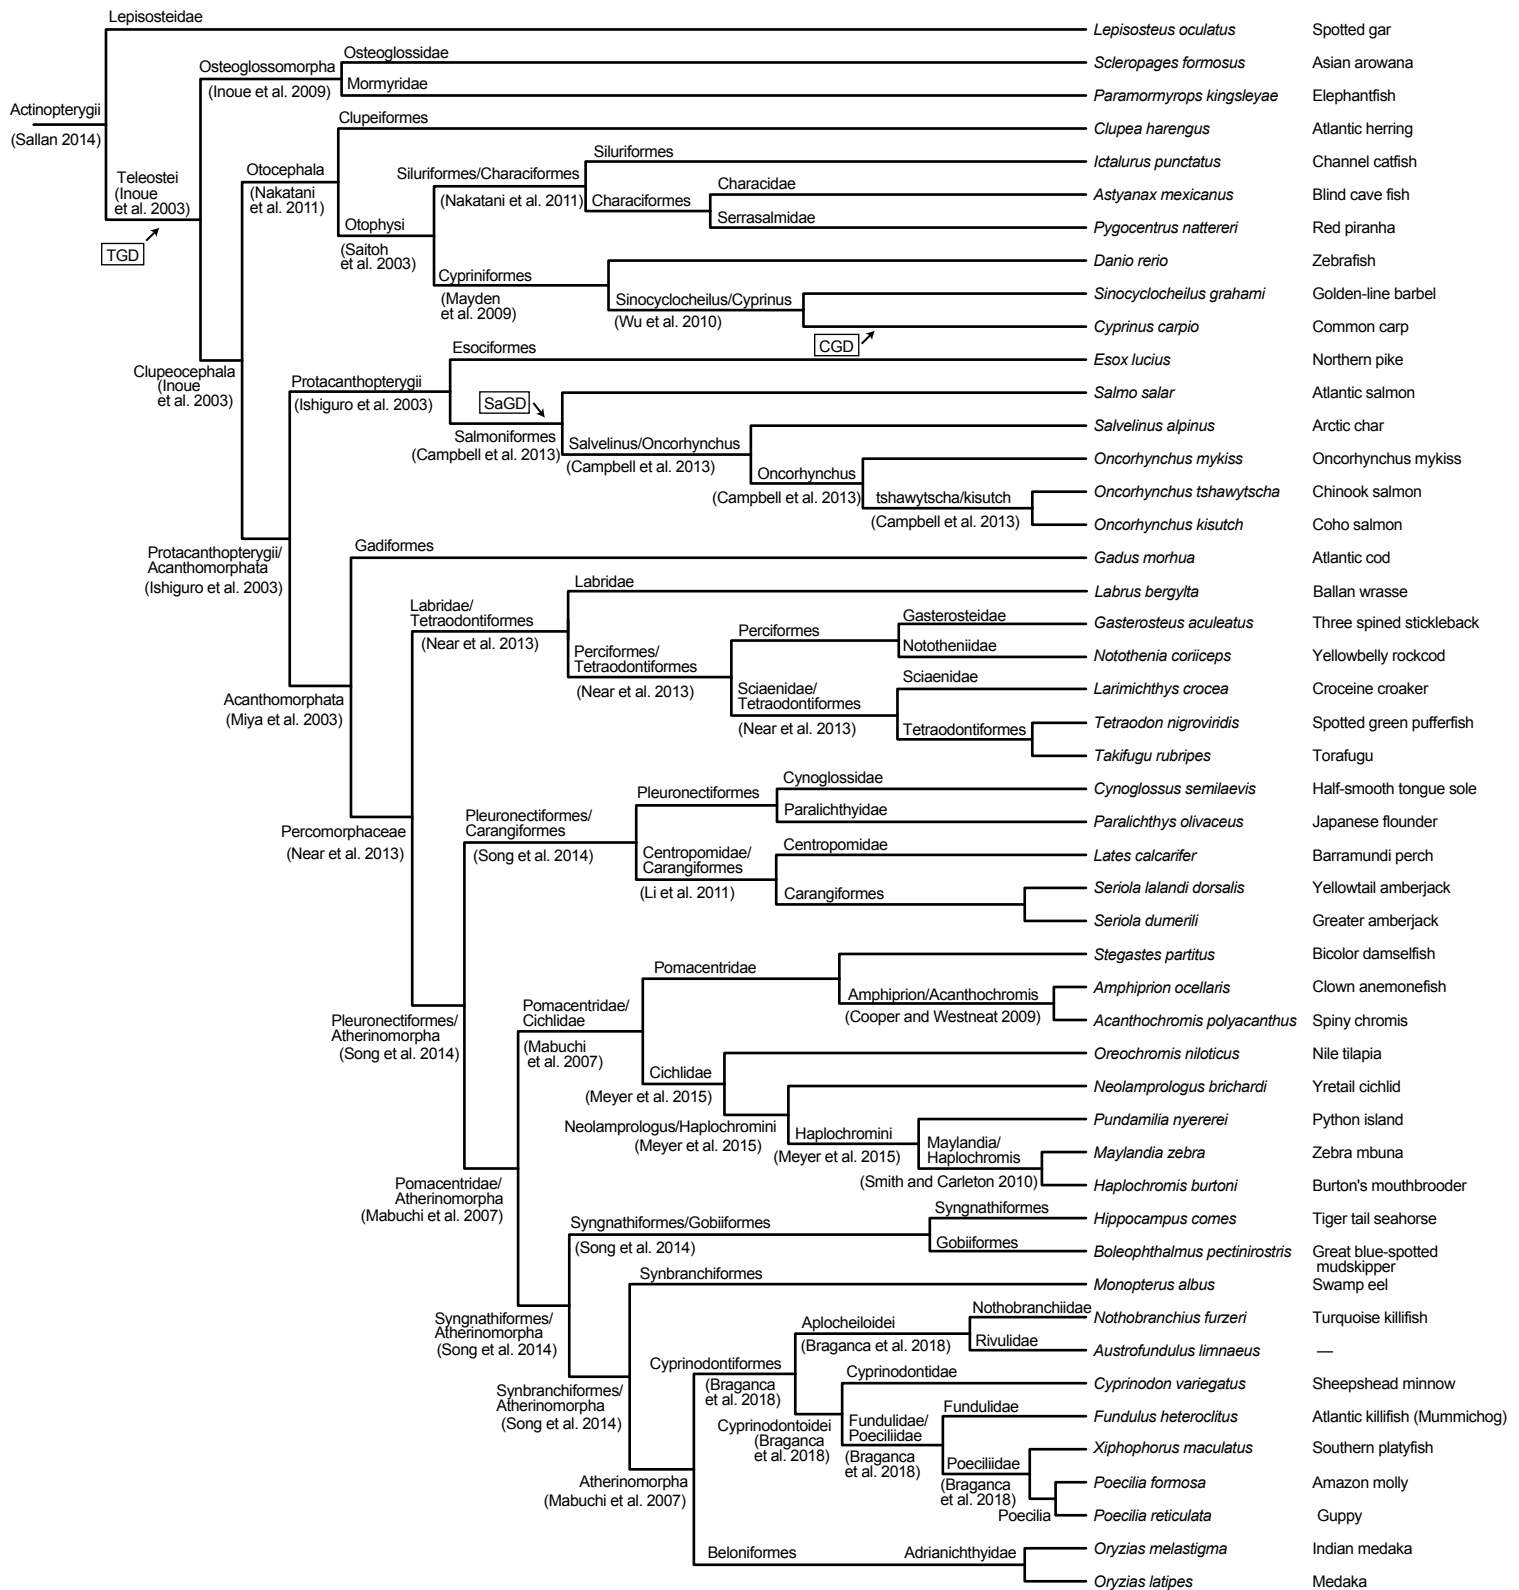 Lepisosteidae
Lepisosteus oculatus Spotted gar
Osteoglossidae
Osteoglossomorpha
Scleropages formosus Asian arowana
(Inoue et al. 2009)
Mormyridae
Paramormyrops kingsleyae Elephantfish
Actinopterygii
(Sallan 2014)
Clupeiformes
Clupea harengus Atlantic herring
Siluriformes
Ictalurus punctatus Channel catfish
Otocephala
(Nakatani
et al. 2011)
Siluriformes/Characiformes
(Nakatani et al. 2011)
Teleostei
(Inoue
et al. 2003)
TGD
Characidae
Characiformes
Astyanax mexicanus Blind cave fish
Serrasalmidae
Pygocentrus nattereri Red piranha
Otophysi
(Saitoh
et al. 2003)
Danio rerio Zebrafish
Cypriniformes
(Mayden
et al. 2009)
Sinocyclocheilus/Cyprinus
(Wu et al. 2010)
Sinocyclocheilus grahami Golden-line barbel
Cyprinus carpio Common carp
CGD
Esociformes
Esox lucius Northern pike
Clupeocephala
(Inoue
et al. 2003)
Protacanthopterygii
(Ishiguro et al. 2003)
SaGD
Salmo salar Atlantic salmon
Salmoniformes
(Campbell et al. 2013)
Salvelinus/Oncorhynchus
(Campbell et al. 2013)
Salvelinus alpinus Arctic char
Oncorhynchus
(Campbell et al. 2013)
Oncorhynchus mykiss Oncorhynchus mykiss
tshawytscha/kisutch
(Campbell et al. 2013)
Oncorhynchus tshawytscha Chinook salmon
Oncorhynchus kisutch Coho salmon
Protacanthopterygii/
Acanthomorphata
(Ishiguro et al. 2003)
Gadiformes
Gadus morhua Atlantic cod
Labridae
Labrus bergylta Ballan wrasse
Labridae/
Tetraodontiformes
(Near et al. 2013)
Gasterosteidae
Perciformes
Gasterosteus aculeatus Three spined stickleback
Nototheniidae
Notothenia coriiceps Yellowbelly rockcod
Perciformes/
Tetraodontiformes
(Near et al. 2013)
Sciaenidae
Larimichthys crocea Croceine croaker
Sciaenidae/
Tetraodontiformes
(Near et al. 2013)
Tetraodontiformes
Tetraodon nigroviridis Spotted green pufferfish
Takifugu rubripes Torafugu
Acanthomorphata
(Miya et al. 2003)
Cynoglossidae
Pleuronectiformes
Cynoglossus semilaevis Half-smooth tongue sole
Paralichthyidae
Paralichthys olivaceus Japanese flounder
Pleuronectiformes/
Carangiformes
(Song et al. 2014)
Percomorphaceae
(Near et al. 2013)
Centropomidae
Lates calcarifer Barramundi perch
Centropomidae/
Carangiformes
(Li et al. 2011)
Carangiformes
Seriola lalandi dorsalis Yellowtail amberjack
Seriola dumerili Greater amberjack
Stegastes partitus Bicolor damselfish
Pomacentridae
Amphiprion/Acanthochromis
(Cooper and Westneat 2009)
Amphiprion ocellaris Clown anemonefish
Acanthochromis polyacanthus Spiny chromis
Pomacentridae/
Cichlidae
(Mabuchi
et al. 2007)
Pleuronectiformes/
Atherinomorpha
(Song et al. 2014)
Oreochromis niloticus Nile tilapia
Cichlidae
(Meyer et al. 2015)
Neolamprologus brichardi Yretail cichlid
Neolamprologus/Haplochromini
(Meyer et al. 2015)
Pundamilia nyererei Python island
Haplochromini
(Meyer et al. 2015)
Maylandia/
Haplochromis
(Smith and Carleton 2010)
Maylandia zebra Zebra mbuna
Haplochromis burtoni Burton's mouthbrooder
Pomacentridae/
Atherinomorpha
(Mabuchi et al. 2007)
Syngnathiformes
Syngnathiformes/Gobiiformes
(Song et al. 2014)
Hippocampus comes Tiger tail seahorse
Gobiiformes
Boleophthalmus pectinirostris Great blue-spotted
mudskipper
Synbranchiformes
Monopterus albus Swamp eel
Syngnathiformes/
Atherinomorpha
(Song et al. 2014)
Nothobranchiidae
Nothobranchius furzeri Turquoise killifish
Aplocheiloidei
(Braganca et al. 2018)
Rivulidae
Austrofundulus limnaeus —
Cyprinodontiformes
(Braganca
et al. 2018)
Cyprinodontidae
Cyprinodon variegatus Sheepshead minnow
Synbranchiformes/
Atherinomorpha
(Song et al. 2014)
Cyprinodontoidei
(Braganca
et al. 2018)
Fundulidae
Fundulus heteroclitus Atlantic killifish (Mummichog)
Fundulidae/
Poeciliidae
(Braganca
et al. 2018)
Xiphophorus maculatus Southern platyfish
Poeciliidae
(Braganca
et al. 2018)
Poecilia formosa Amazon molly
Poecilia
Poecilia reticulata Guppy
Atherinomorpha
(Mabuchi et al. 2007)
Beloniformes
Adrianichthyidae
Oryzias melastigma Indian medaka
Oryzias latipes Medaka